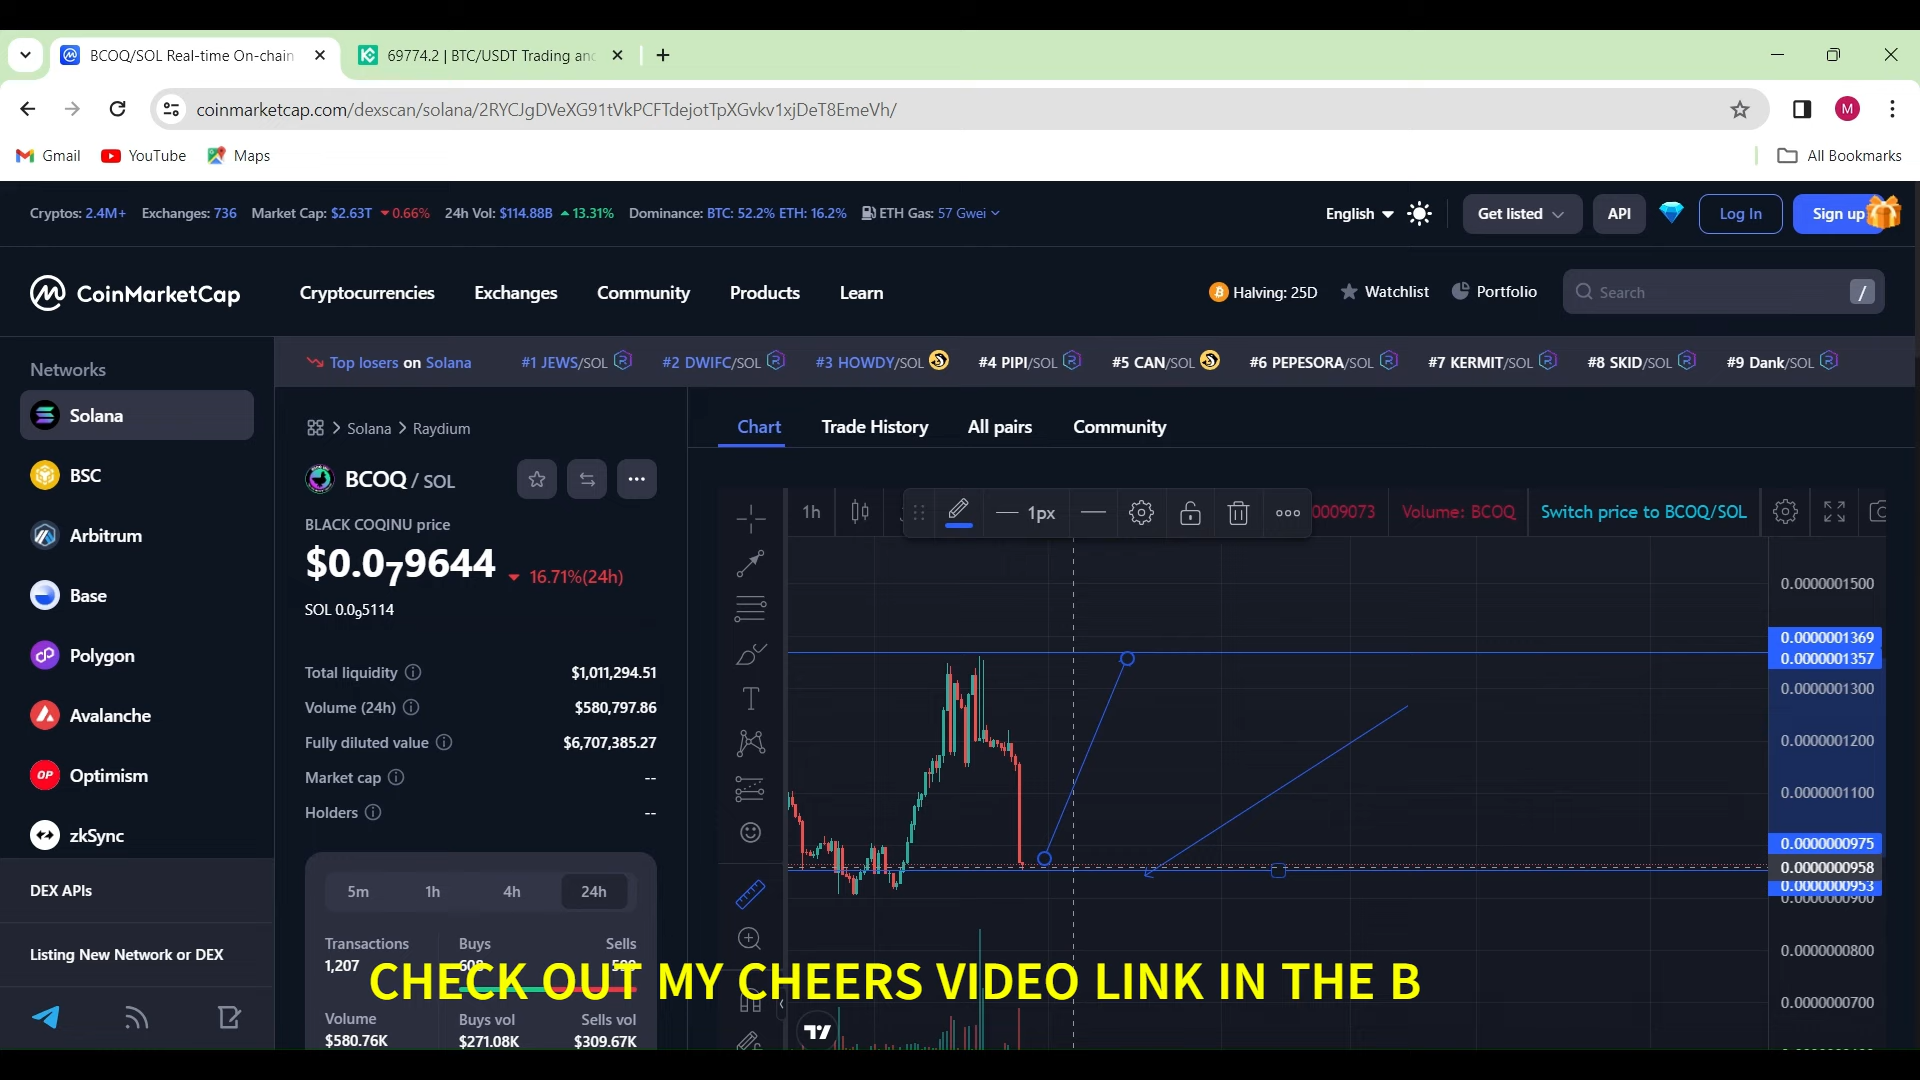 BCOQ/SOL Real-time On-chain
69774.2 | BTC/USDT Trading an
coinmarketcap.com/dexscan/solana/2RYCJgDVeXG91tVkPCFTdejotTpXGvkv1xjDeT8EmeVh/
M
Gmail YouTube Maps All Bookmarks
Cryptos: 2.4M+ Exchanges: 736 Market Cap: $2.63T 0.66% 24h Vol: $114.88B 13.31% Dominance: BTC: 52.2% ETH: 16.2% ETH Gas: 57 Gwei
English Get listed API Log In Sign up
CoinMarketCap Cryptocurrencies Exchanges Community Products Learn
Halving: 25D Watchlist Portfolio Search /
Networks
Solana
BSC
Arbitrum
Base
Polygon
Avalanche
OP Optimism
zkSync
DEX APIs
Listing New Network or DEX
Top losers on Solana #1 JEWS/SOL #2 DWIFC/SOL #3 HOWDY/SOL #4 PIPI/SOL #5 CAN/SOL #6 PEPESORA/SOL #7 KERMIT/SOL #8 SKID/SOL #9 Dank/SOL
Solana > Raydium
BCOQ / SOL
BLACK COQINU price
$0.0₇9644 16.71%(24h)
SOL 0.0₉5114
Total liquidity $1,011,294.51
Volume (24h) $580,797.86
Fully diluted value $6,707,385.27
Market cap --
Holders --
5m 1h 4h 24h
Transactions Buys Sells
1,207
Volume Buys vol Sells vol
$580.76K $271.08K $309.67K
Chart Trade History All pairs Community
1h 1px 0009073 Volume: BCOQ Switch price to BCOQ/SOL
0.0000001500
0.0000001369
0.0000001357
0.0000001300
0.0000001200
0.0000001100
0.0000000975
0.0000000958
0.0000000953
0.0000000900
0.0000000800
0.0000000700
CHECK OUT MY CHEERS VIDEO LINK IN THE B